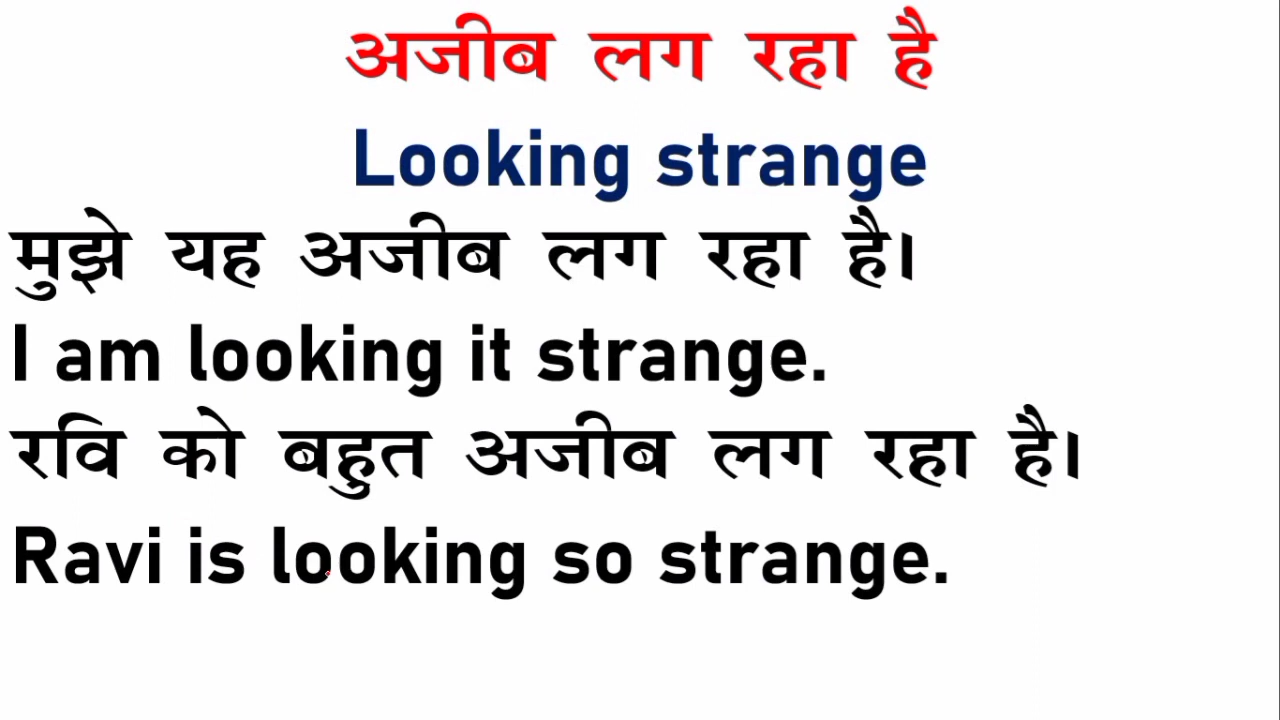 अजीब लग रहा है
Looking strange
मुझे यह अजीब लग रहा है।
I am looking it strange.
रवि को बहुत अजीब लग रहा है।
Ravi is looking so strange.